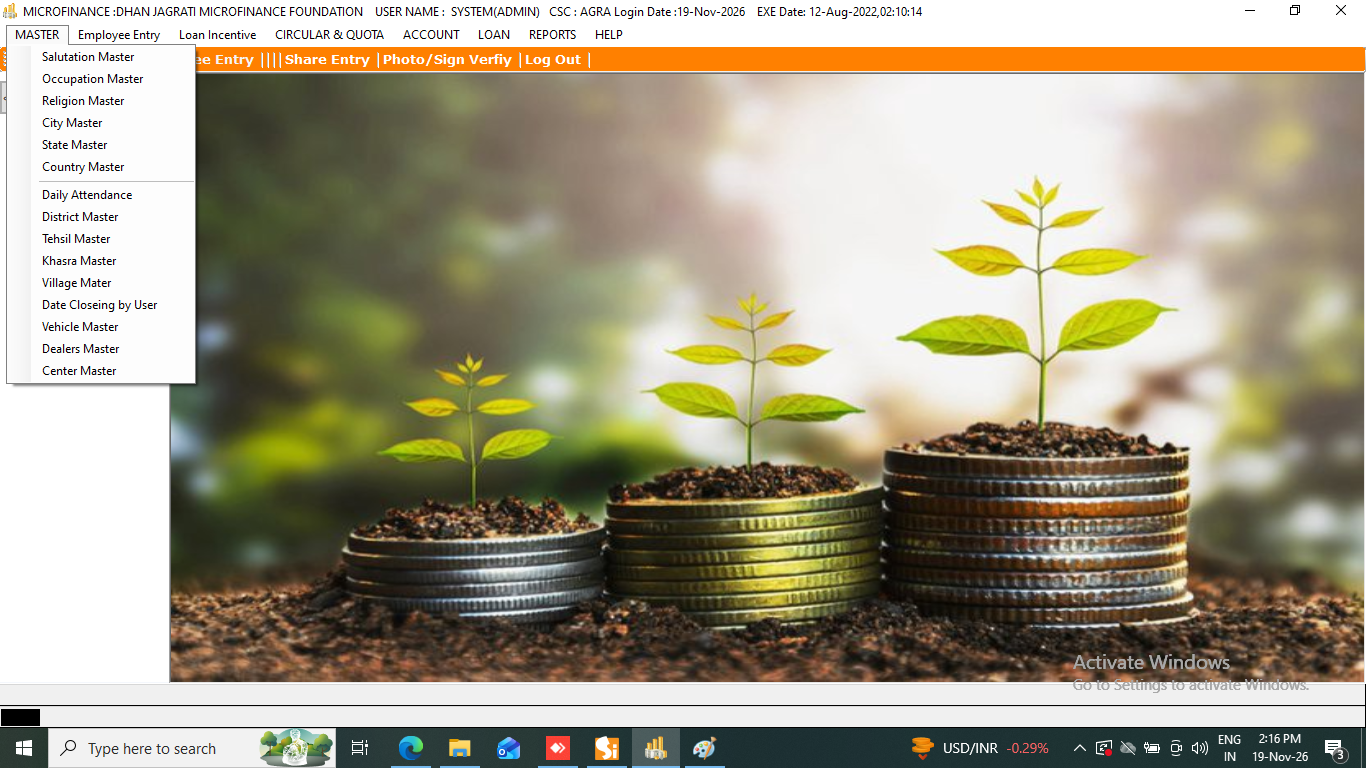 MICROFINANCE :DHAN JAGRATI MICROFINANCE FOUNDATION USER NAME : SYSTEM(ADMIN) CSC : AGRA Login Date :19-Nov-2026 EXE Date: 12-Aug-2022,02:10:14
MASTER Employee Entry Loan Incentive CIRCULAR & QUOTA ACCOUNT LOAN REPORTS HELP
ee Entry ||||Share Entry |Photo/Sign Verfiy |Log Out |
Salutation Master
Occupation Master
Religion Master
City Master
State Master
Country Master
Daily Attendance
District Master
Tehsil Master
Khasra Master
Village Mater
Date Closeing by User
Vehicle Master
Dealers Master
Center Master
Activate Windows
Go to Settings to activate Windows.
Type here to search
USD/INR -0.29%
ENG
IN
2:16 PM
19-Nov-26
3